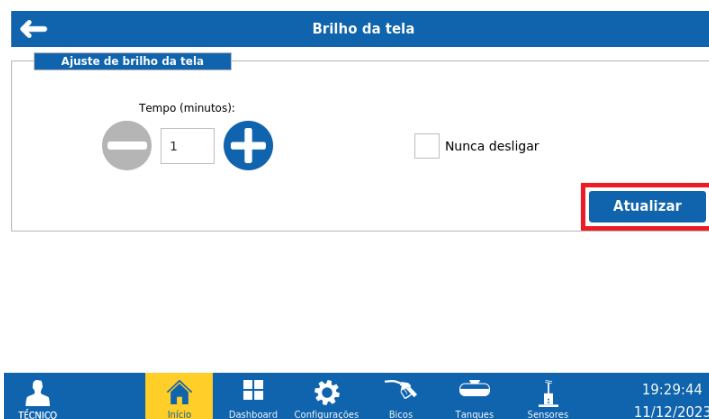 Brilho da tela
Ajuste de brilho da tela
Tempo (minutos):
1
Nunca desligar
Atualizar
19:29:44
TÉCNICO Início Dashboard Configurações Bicos Tanques Sensores 11/12/2023